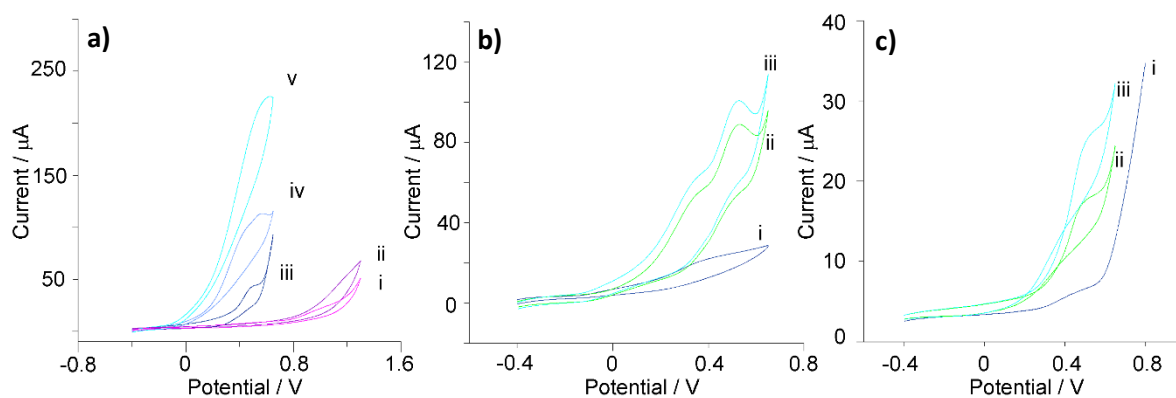 a)
250
150
50
-0.8
0
0.8
1.6
Current / μA
Potential / V
v
iv
iii
ii
i
b)
120
80
40
0
-0.4
0
0.4
0.8
Current / μA
Potential / V
iii
ii
i
c)
40
30
20
10
0
-0.4
0
0.4
0.8
Current / μA
Potential / V
i
iii
ii